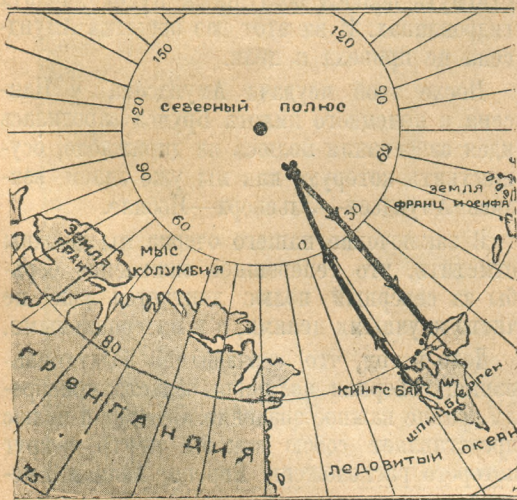 150
120
120
90
СЕВЕРНЫЙ ПОЛЮС
90
60
ЗЕМЛЯ
ФРАНЦ ИОСИФА
60
30
0
ЗЕМЛЯ
ГРАНТ
МЫС
КОЛУМБИЯ
80
КИНГС БАЙ
ШПИЦБЕРГЕН
ГРЕНЛАНДИЯ
ЛЕДОВИТЫЙ ОКЕАН
75